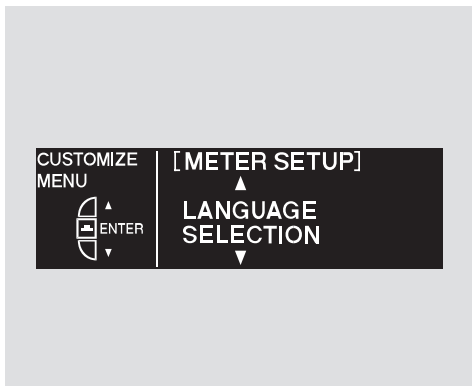 CUSTOMIZE
MENU
ENTER
[METER SETUP]
LANGUAGE
SELECTION